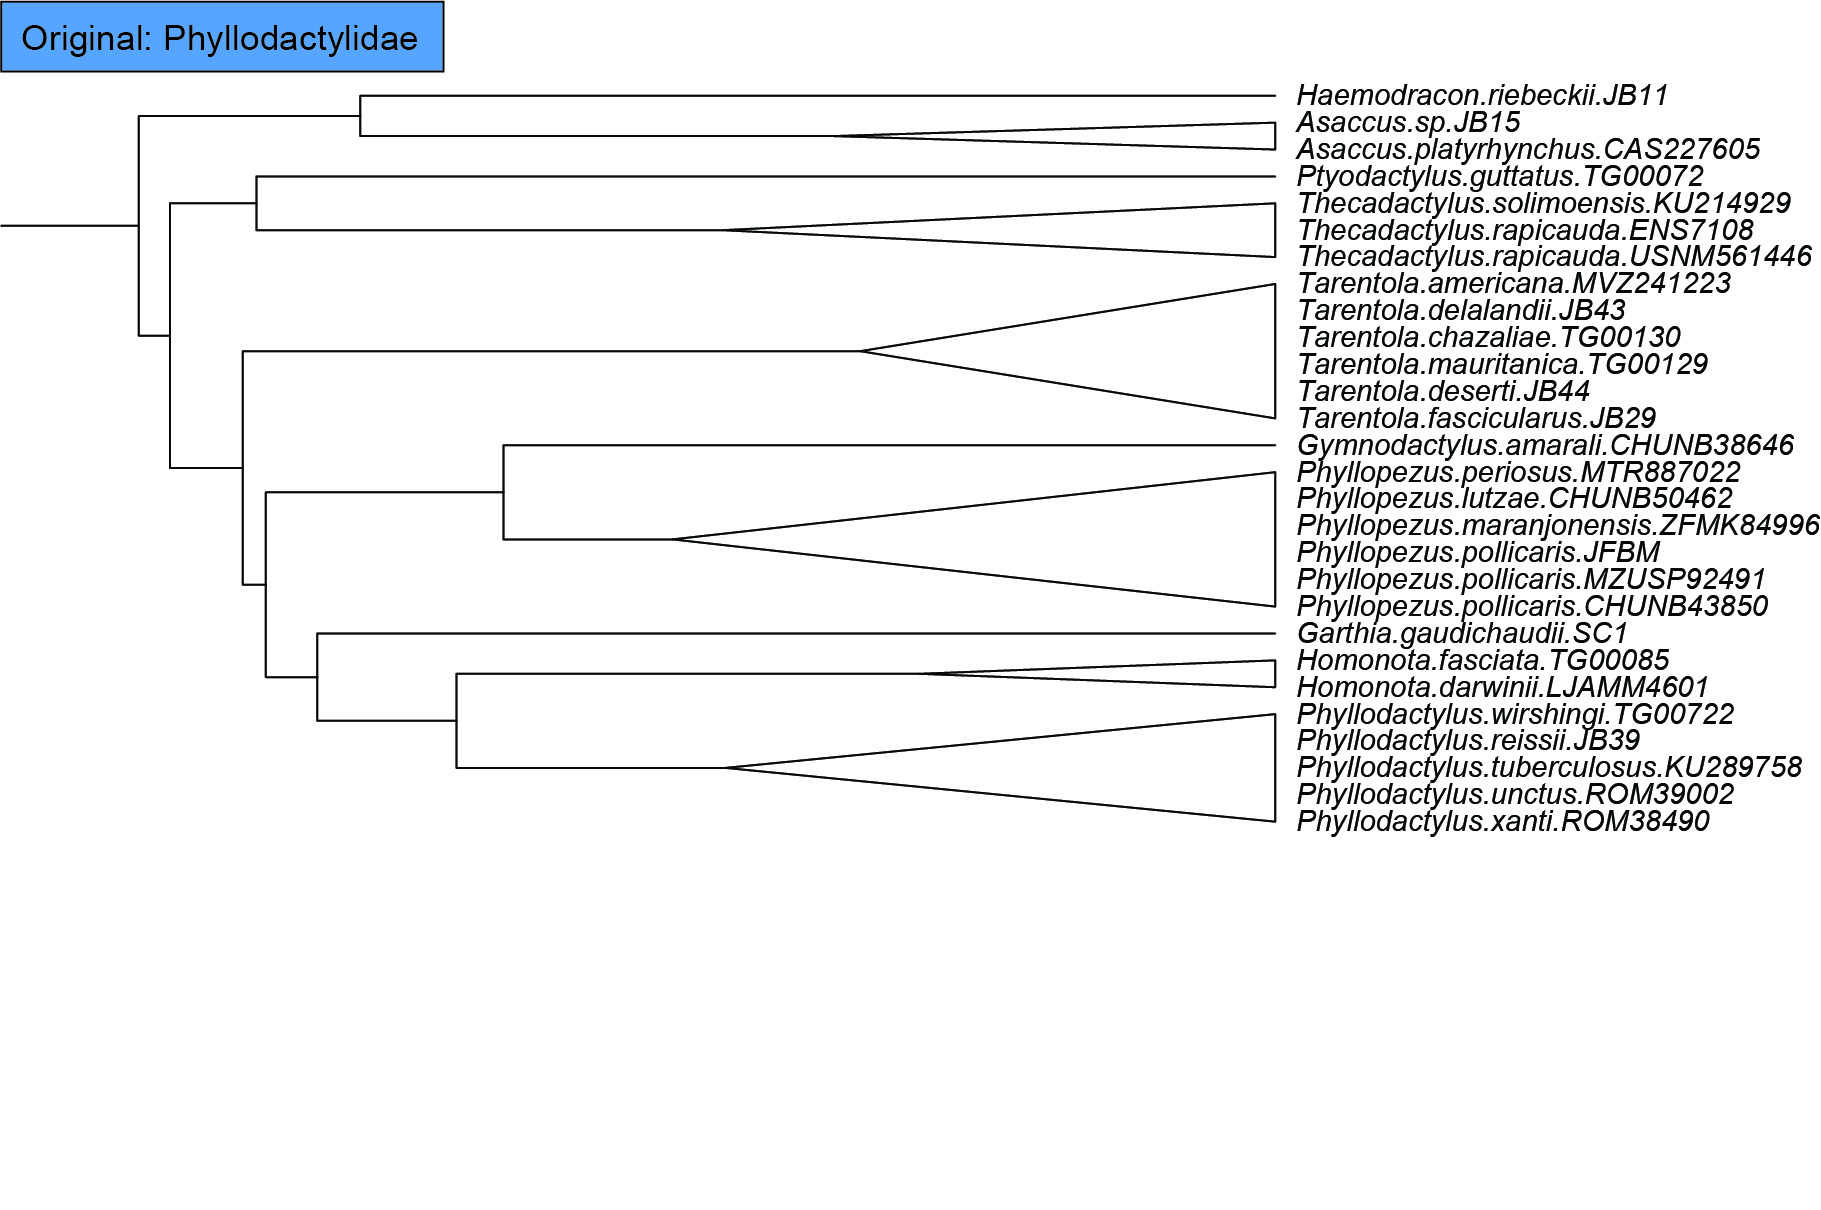 Original: Phyllodactylidae
Haemodracon.riebeckii.JB11
Asaccus.sp.JB15
Asaccus.platyrhynchus.CAS227605
Ptyodactylus.guttatus.TG00072
Thecadactylus.solimoensis.KU214929
Thecadactylus.rapicauda.ENS7108
Thecadactylus.rapicauda.USNM561446
Tarentola.americana.MVZ241223
Tarentola.delalandii.JB43
Tarentola.chazaliae.TG00130
Tarentola.mauritanica.TG00129
Tarentola.deserti.JB44
Tarentola.fascicularus.JB29
Gymnodactylus.amarali.CHUNB38646
Phyllopezus.periosus.MTR887022
Phyllopezus.lutzae.CHUNB50462
Phyllopezus.maranjonensis.ZFMK84996
Phyllopezus.pollicaris.JFBM
Phyllopezus.pollicaris.MZUSP92491
Phyllopezus.pollicaris.CHUNB43850
Garthia.gaudichaudii.SC1
Homonota.fasciata.TG00085
Homonota.darwinii.LJAMM4601
Phyllodactylus.wirshingi.TG00722
Phyllodactylus.reissii.JB39
Phyllodactylus.tuberculosus.KU289758
Phyllodactylus.unctus.ROM39002
Phyllodactylus.xanti.ROM38490